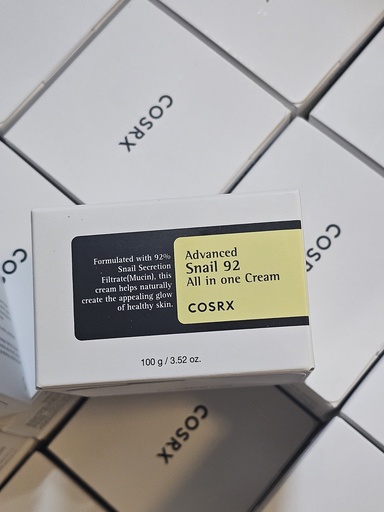 COSRX
COSRX
COSRX
Formulated with 92%
Snail Secretion
Filtrate(Mucin), this
cream helps naturally
create the appealing glow
of healthy skin.
Advanced
Snail 92
All in one Cream
COSRX
100 g / 3.52 oz.
COSRX